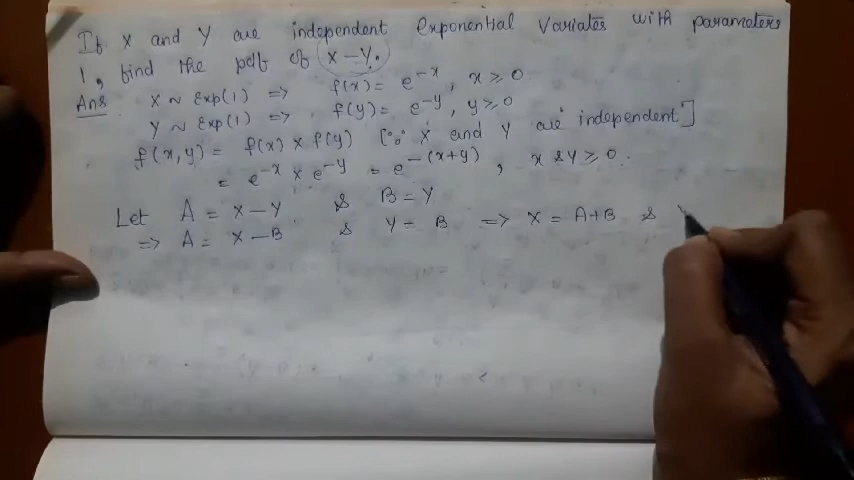 If X and Y are independent exponential variates with parameters
1, find the pdf of X-Y.
Ans X ~ Exp(1) => f(x) = e^-x, x ≥ 0
Y ~ Exp(1) => f(y) = e^-y, y ≥ 0
f(x,y) = f(x) × f(y) [∵ X and Y are independent]
= e^-x × e^-y = e^-(x+y), x & y ≥ 0.
Let A = X-Y & B = Y
=> A = X-B & Y = B => X = A+B &